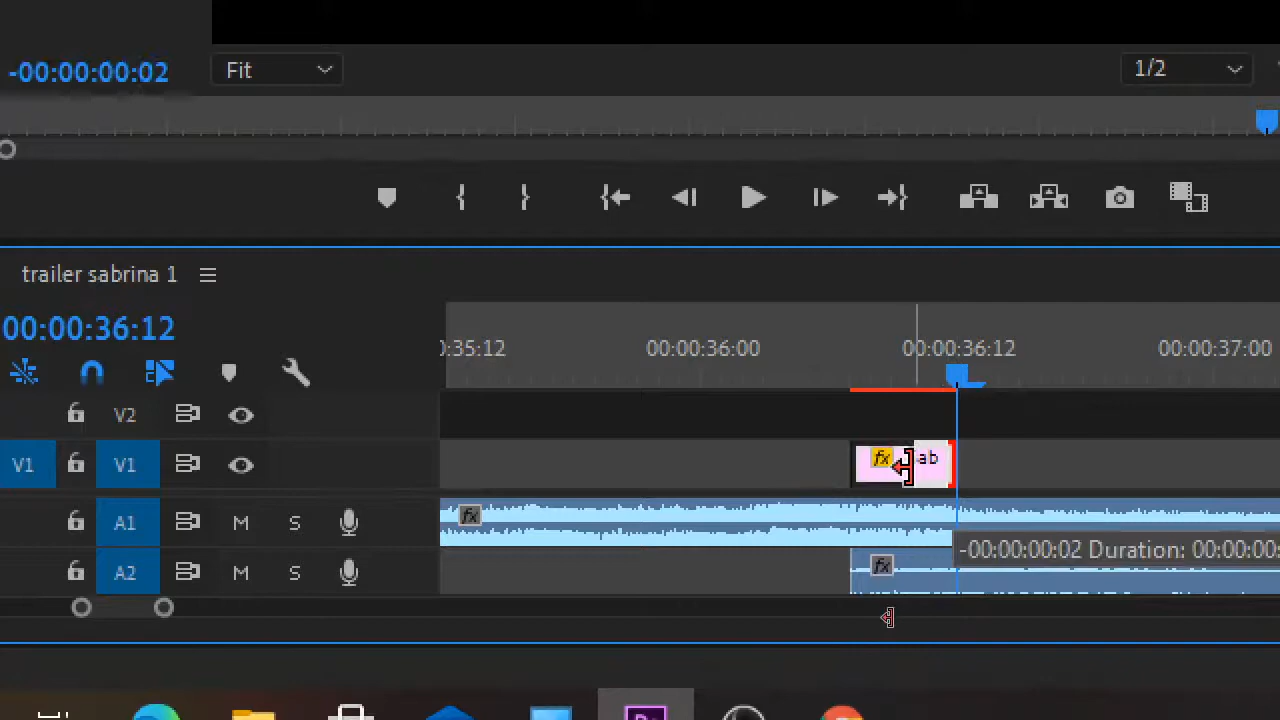 -00:00:00:02 Fit 1/2
trailer sabrina 1
00:00:36:12
:35:12 00:00:36:00 00:00:36:12 00:00:37:00
V2
V1 V1 fx ab
A1 M S fx
-00:00:00:02 Duration: 00:00:00:
A2 M S fx